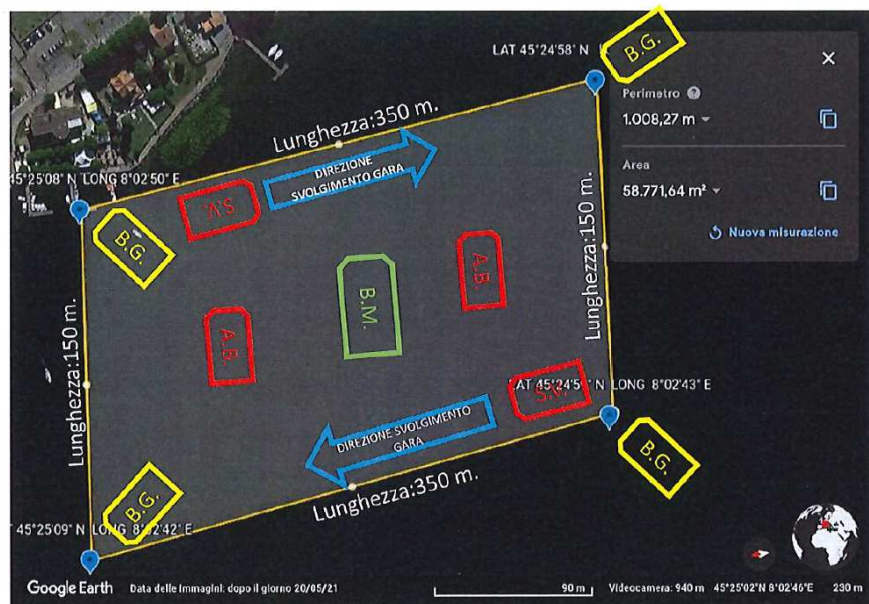 LAT 45°24'58" N
B.G.
Perimetro
1.008,27 m
Area
58.771,64 m²
Nuova misurazione
Lunghezza:350 m.
DIREZIONE
SVOLGIMENTO GARA
45°25'08" N LONG 8°02'50" E
S.V.
B.G.
A.B.
B.M.
A.B.
Lunghezza:150 m.
Lunghezza:150 m.
LAT 45°24'59" N LONG 8°02'43" E
S.V.
DIREZIONE SVOLGIMENTO
GARA
Lunghezza:350 m.
B.G.
B.G.
45°25'09" N LONG 8°02'42" E
Google Earth
Data delle immagini: dopo il giorno 20/05/21
90 m
Videocamera: 940 m 45°25'02"N 8°02'46"E 230 m